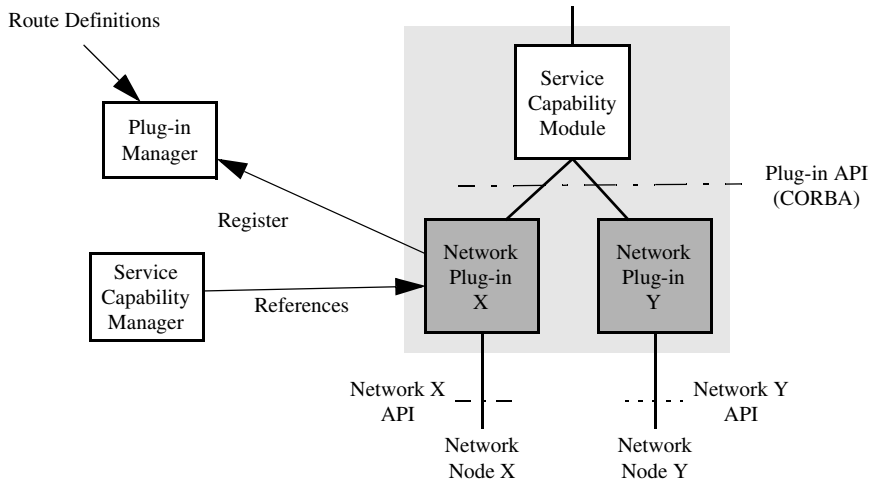 Route Definitions
Plug-in
Manager
Service
Capability
Module
Plug-in API
(CORBA)
Register
Network
Plug-in
X
Network
Plug-in
Y
Service
Capability
Manager
References
Network X
API
Network Y
API
Network
Node X
Network
Node Y